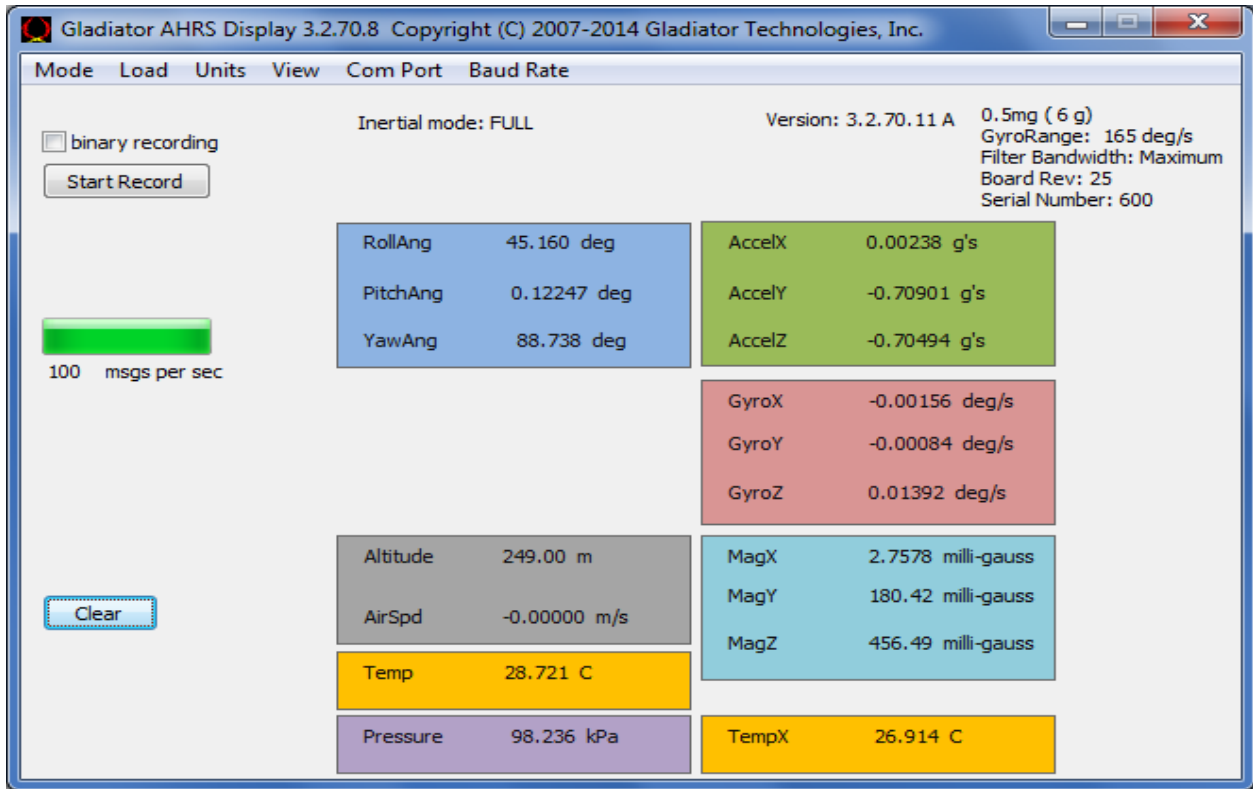 Gladiator AHRS Display 3.2.70.8 Copyright (C) 2007-2014 Gladiator Technologies, Inc.
Mode Load Units View Com Port Baud Rate
binary recording
Start Record
Inertial mode: FULL
Version: 3.2.70.11 A
0.5mg ( 6 g)
GyroRange: 165 deg/s
Filter Bandwidth: Maximum
Board Rev: 25
Serial Number: 600
100 msgs per sec
Clear
RollAng 45.160 deg
PitchAng 0.12247 deg
YawAng 88.738 deg
AccelX 0.00238 g's
AccelY -0.70901 g's
AccelZ -0.70494 g's
GyroX -0.00156 deg/s
GyroY -0.00084 deg/s
GyroZ 0.01392 deg/s
Altitude 249.00 m
AirSpd -0.00000 m/s
MagX 2.7578 milli-gauss
MagY 180.42 milli-gauss
MagZ 456.49 milli-gauss
Temp 28.721 C
Pressure 98.236 kPa
TempX 26.914 C